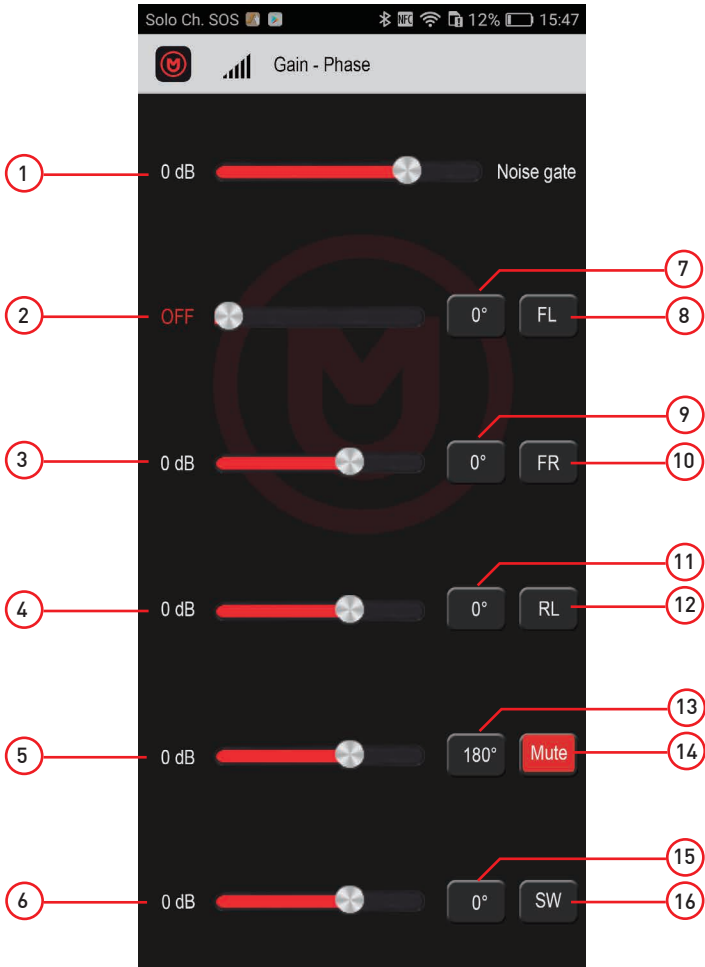 Solo Ch. SOS NFC 12% 15:47
Gain - Phase
1 0 dB Noise gate
7
2 OFF 0° FL 8
9
3 0 dB 0° FR 10
11
4 0 dB 0° RL 12
13
5 0 dB 180° Mute 14
15
6 0 dB 0° SW 16